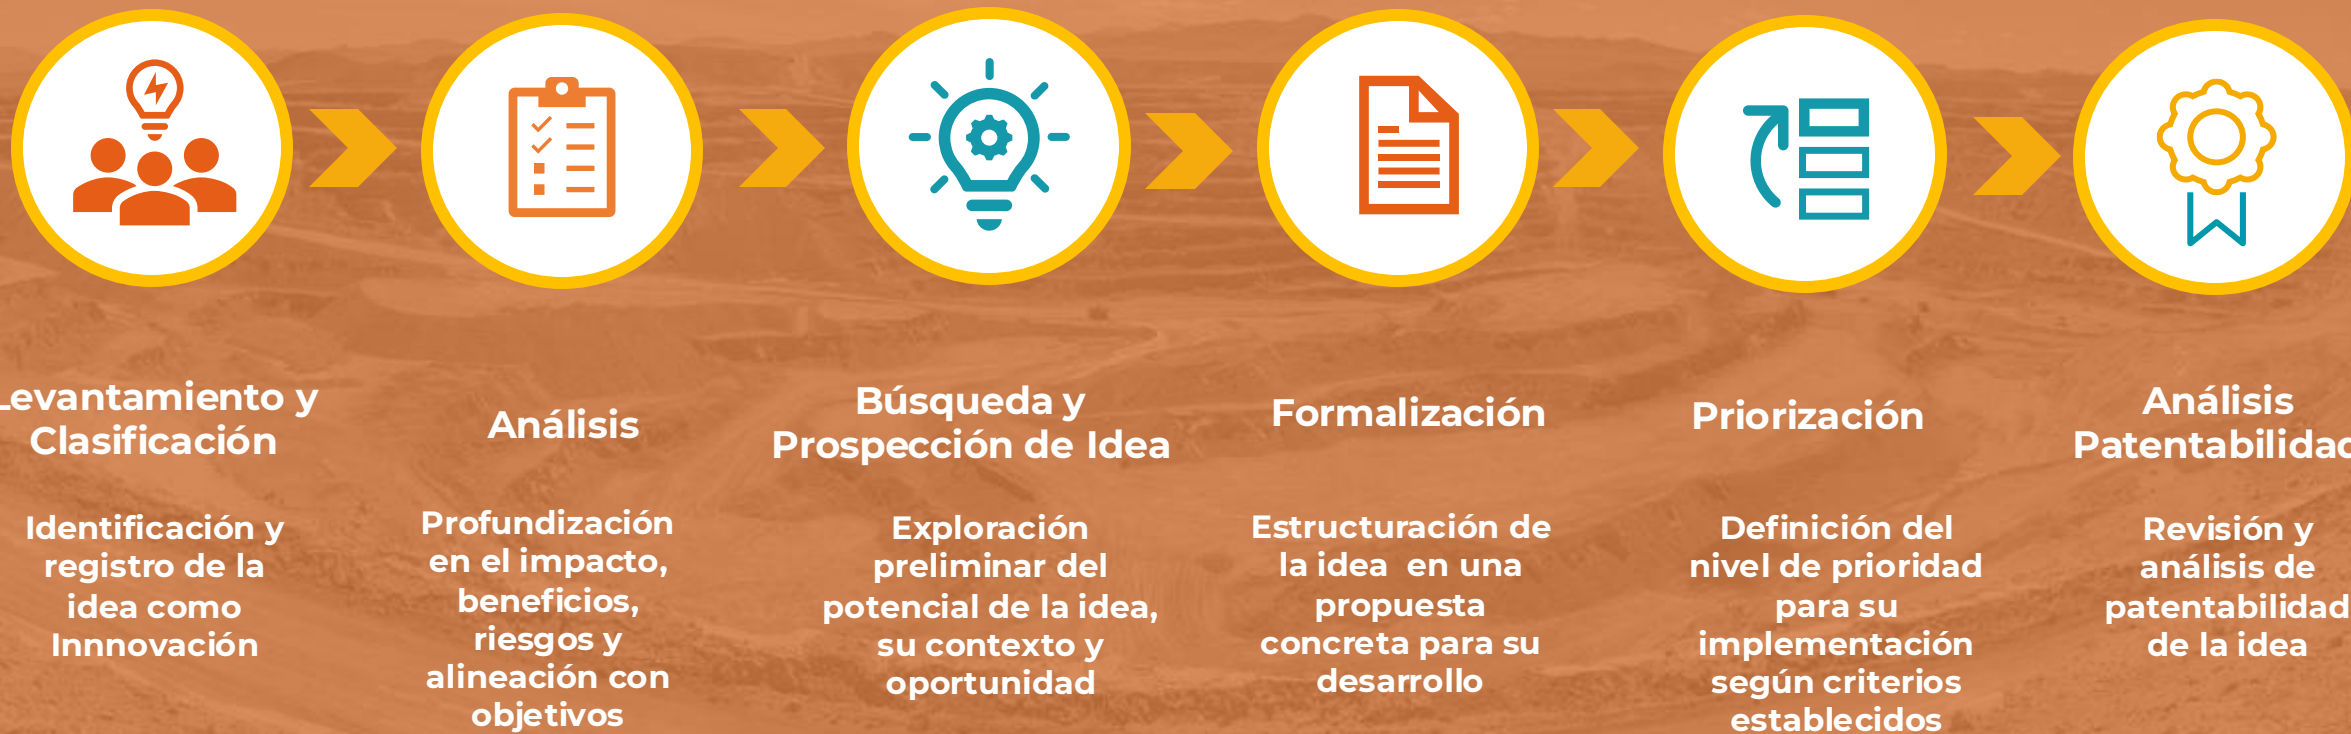 Levantamiento y
Clasificación
Identificación y
registro de la
idea como
Innnovación
Análisis
Profundización
en el impacto,
beneficios,
riesgos y
alineación con
objetivos
Búsqueda y
Prospección de Idea
Exploración
preliminar del
potencial de la idea,
su contexto y
oportunidad
Formalización
Estructuración de
la idea en una
propuesta
concreta para su
desarrollo
Priorización
Definición del
nivel de prioridad
para su
implementación
según criterios
establecidos
Análisis
Patentabilidad
Revisión y
análisis de
patentabilidad
de la idea